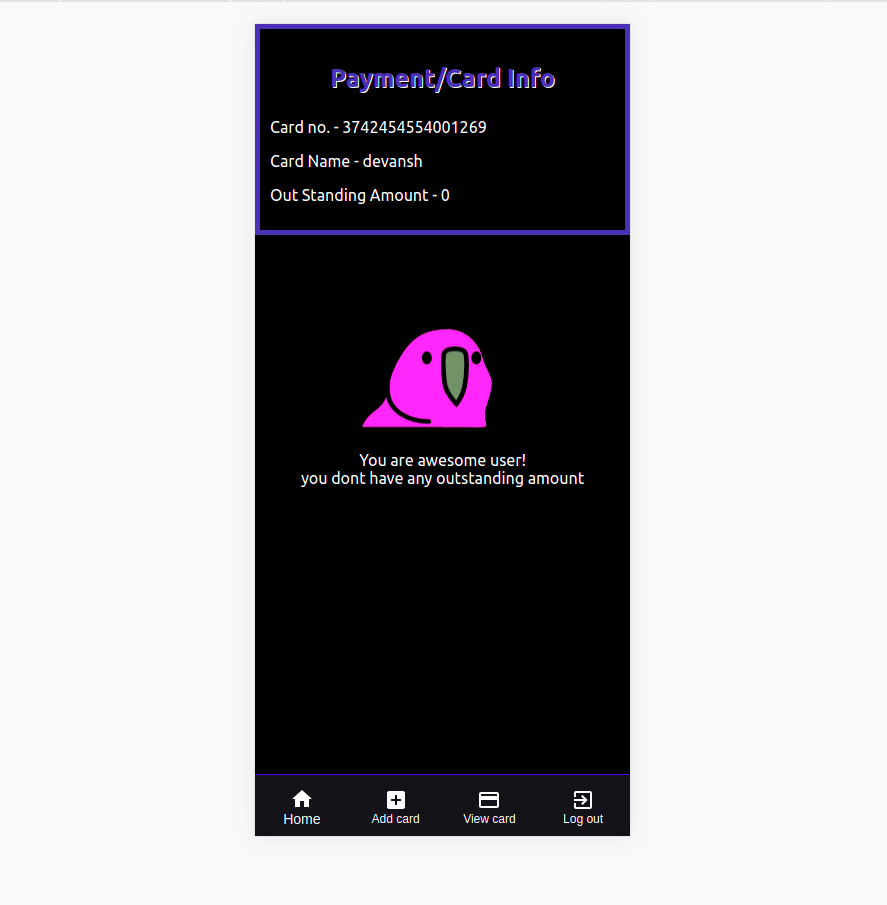 Payment/Card Info
Card no. - 3742454554001269
Card Name - devansh
Out Standing Amount - 0
You are awesome user!
you dont have any outstanding amount
Home
Add card
View card
Log out